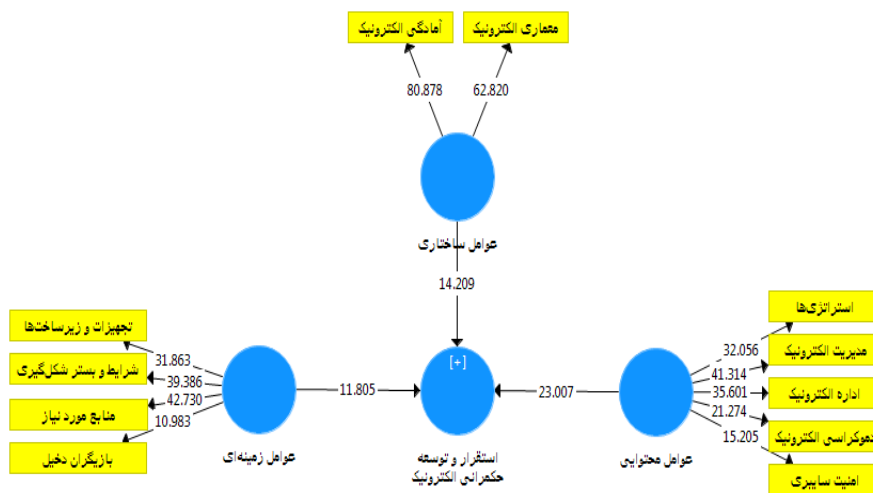 آمادگی الکترونیک
معماری الکترونیک
80.878
62.820
عوامل ساختاری
14.209
تجهیزات و زیرساخت‌ها
شرایط و بستر شکل‌گیری
منابع مورد نیاز
بازیگران دخیل
31.863
39.386
42.730
10.983
عوامل زمینه‌ای
11.805
[+]
استقرار و توسعه
حکمرانی الکترونیک
23.007
عوامل محتوایی
32.056
41.314
35.601
21.274
15.205
استراتژی‌ها
مدیریت الکترونیک
اداره الکترونیک
دموکراسی الکترونیک
امنیت سایبری